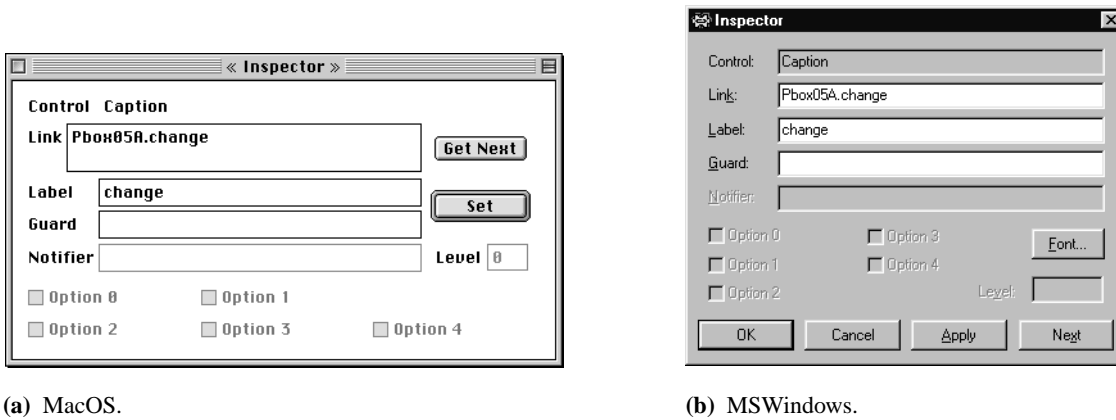 « Inspector »
Control Caption
Link Pbox05A.change
Get Next
Label change
Set
Guard
Notifier
Level 0
Option 0 Option 1
Option 2 Option 3 Option 4
(a) MacOS.
Inspector
Control: Caption
Link: Pbox05A.change
Label: change
Guard:
Notifier:
Option 0 Option 3
Font...
Option 1 Option 4
Option 2 Level:
OK Cancel Apply Next
(b) MSWindows.